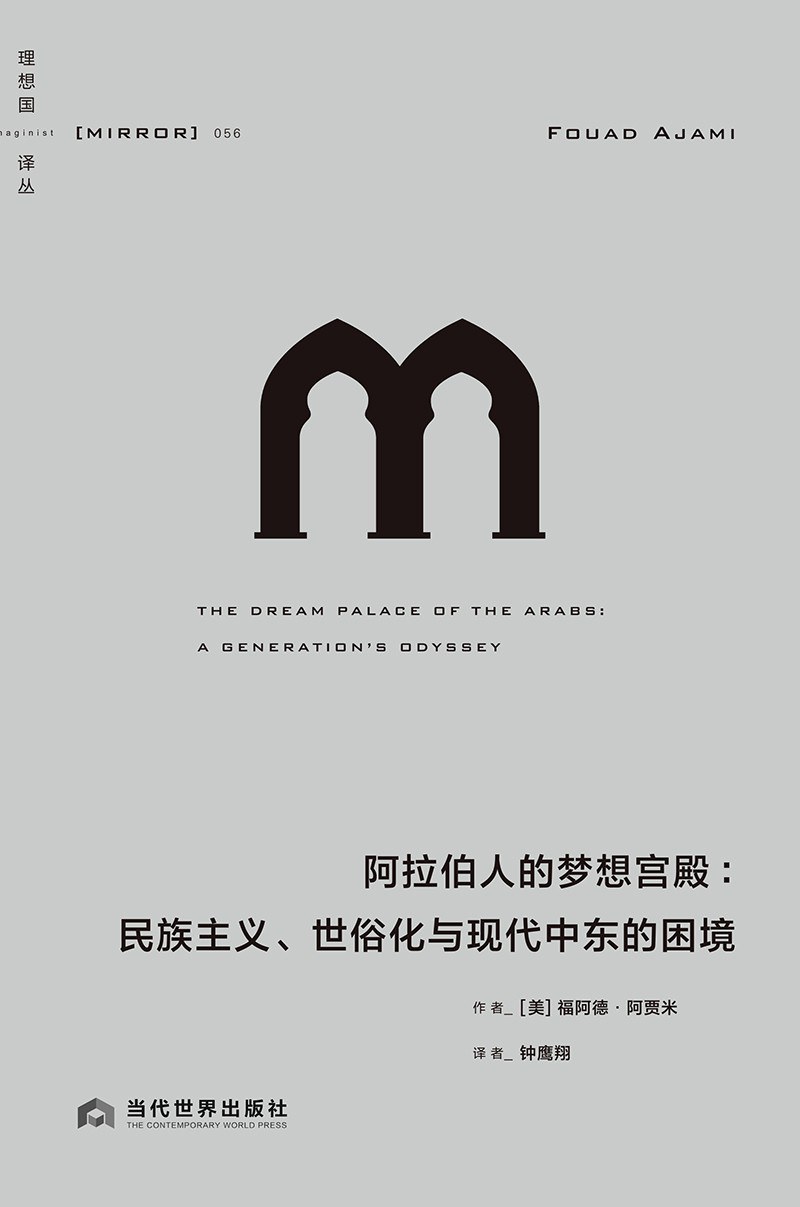 理想国
maginist
译丛
[MIRROR] 056
FOUAD AJAMI
THE DREAM PALACE OF THE ARABS:
A GENERATION'S ODYSSEY
阿拉伯人的梦想宫殿：
民族主义、世俗化与现代中东的困境
作者_ [美] 福阿德·阿贾米
译者_ 钟鹰翔
当代世界出版社
THE CONTEMPORARY WORLD PRESS